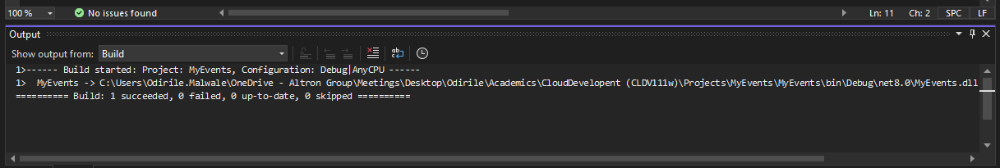 100 % No issues found Ln: 11 Ch: 2 SPC LF
Output
Show output from: Build
1>------ Build started: Project: MyEvents, Configuration: Debug|AnyCPU ------
1>  MyEvents -> C:\Users\Odirile.Malwale\OneDrive - Altron Group\Meetings\Desktop\Odirile\Academics\CloudDevelopent (CLDV111w)\Projects\MyEvents\MyEvents\bin\Debug\net8.0\MyEvents.dll
========== Build: 1 succeeded, 0 failed, 0 up-to-date, 0 skipped ==========